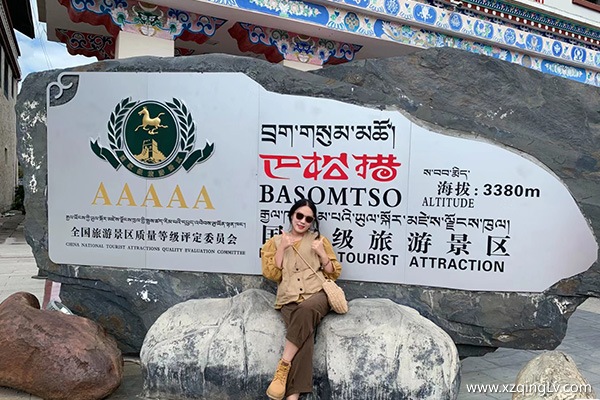 AAAAA
全国旅游景区质量等级评定委员会
CHINA NATIONAL TOURIST ATTRACTIONS QUALITY EVALUATION COMMITTEE
བྲག་གསུམ་མཚོ།
巴松措
BASOMTSO
ས་བབ་རྩེད་
海拔:3380m
ALTITUDE
国 级旅游景区
TOURIST ATTRACTION
www.xzqingLv.com